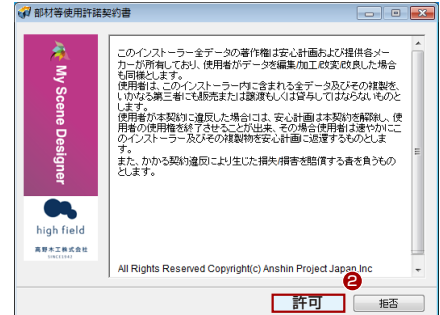 部材等使用許諾契約書
My Scene Designer
high field
高野木工株式会社
SINCE1942
このインストーラー全データの著作権は安心計画および提供各メー
カーが所有しており、使用者がデータを編集/加工/改変/改良した場合
も同様とします。
使用者は、このインストーラー内に含まれる全データ及びその複製を、
いかなる第三者にも販売または譲渡もしくは貸与してはならないものと
します。
使用者が本契約に違反した場合には、安心計画は本契約を解除し、使
用者の使用権を終了させることが出来、その場合使用者は速やかにこ
のインストーラー及びその複製物を安心計画に返還するものとしま
す。
また、かかる契約違反により生じた損失/損害を賠償する責を負うもの
とします。
All Rights Reserved Copyright(c) Anshin Project Japan,Inc
2
許可
拒否